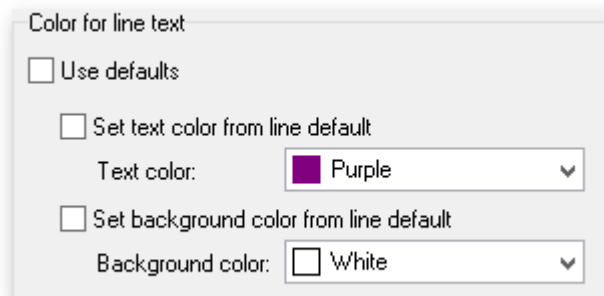 Color for line text
Use defaults
Set text color from line default
Text color: Purple
Set background color from line default
Background color: White